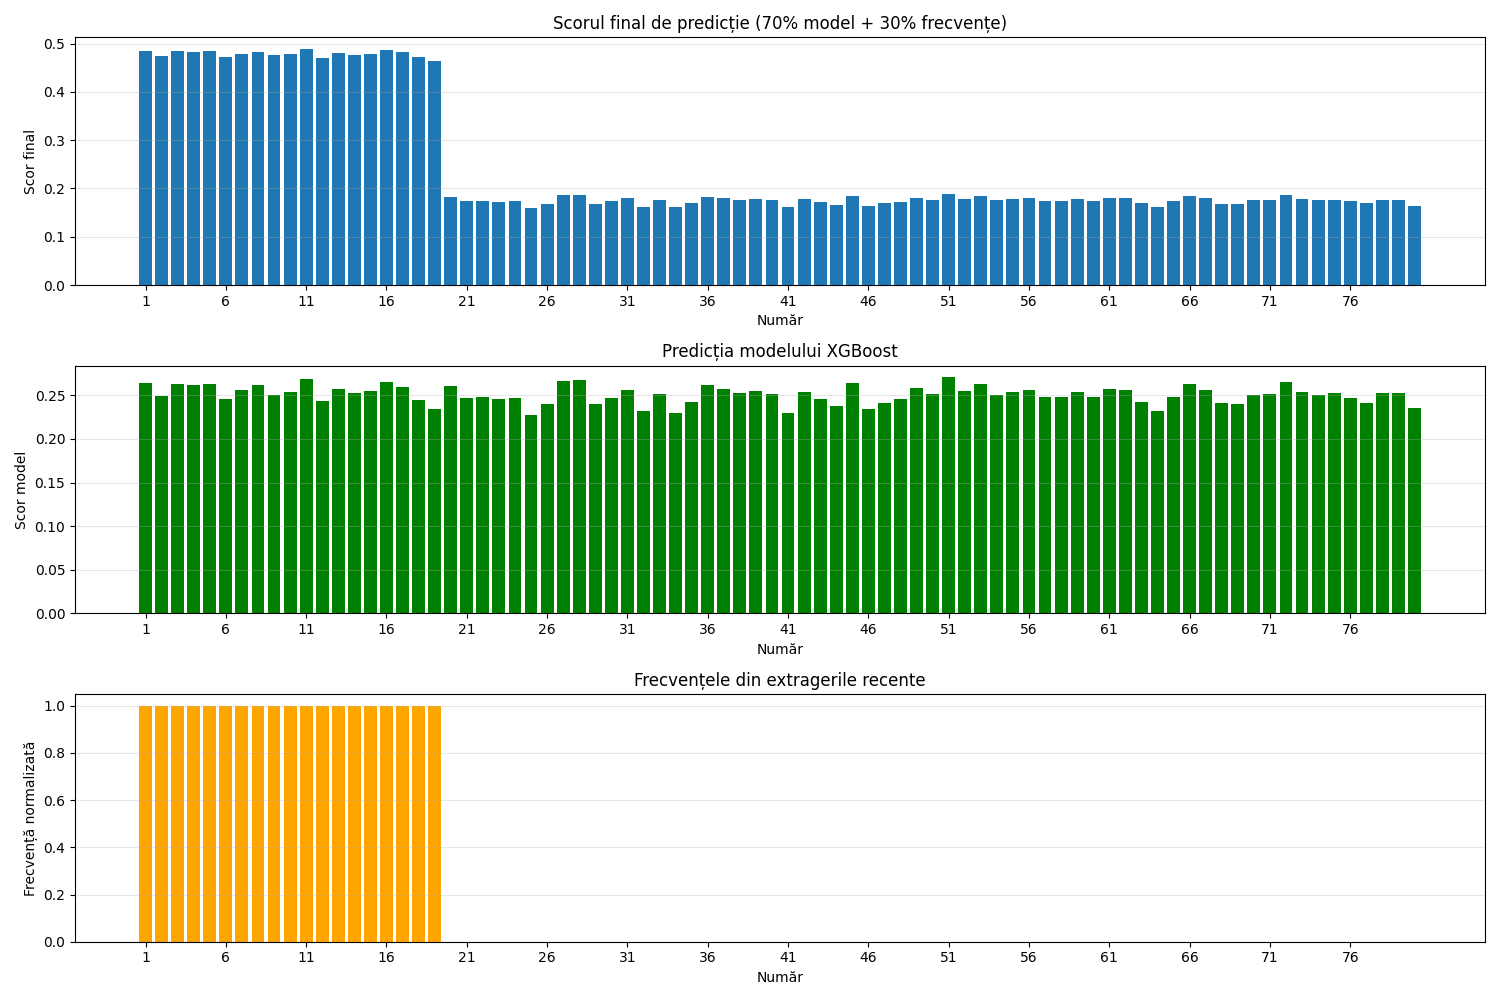 Scorul final de predicție (70% model + 30% frecvențe)
Scor final
0.5
0.4
0.3
0.2
0.1
0.0
1 6 11 16 21 26 31 36 41 46 51 56 61 66 71 76
Număr
Predicția modelului XGBoost
Scor model
0.25
0.20
0.15
0.10
0.05
0.00
1 6 11 16 21 26 31 36 41 46 51 56 61 66 71 76
Număr
Frecvențele din extragerile recente
Frecvență normalizată
1.0
0.8
0.6
0.4
0.2
0.0
1 6 11 16 21 26 31 36 41 46 51 56 61 66 71 76
Număr